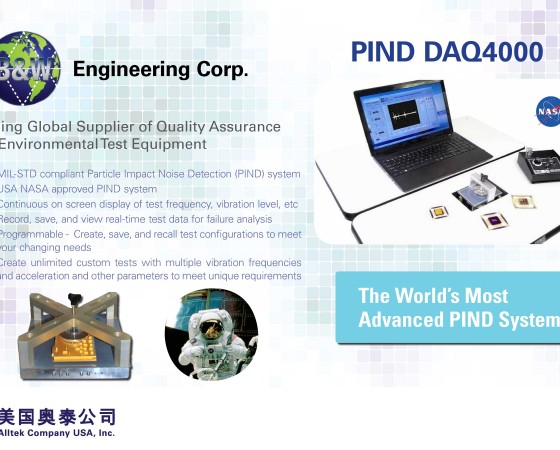 B&W
Engineering Corp.
ing Global Supplier of Quality Assurance
Environmental Test Equipment
MIL-STD compliant Particle Impact Noise Detection (PIND) system
USA NASA approved PIND system
Continuous on screen display of test frequency, vibration level, etc
Record, save, and view real-time test data for failure analysis
Programmable - Create, save, and recall test configurations to meet
your changing needs
Create unlimited custom tests with multiple vibration frequencies
and acceleration and other parameters to meet unique requirements
美国奥泰公司
Alltek Company USA, Inc.
PIND DAQ4000
NASA
The World's Most
Advanced PIND System